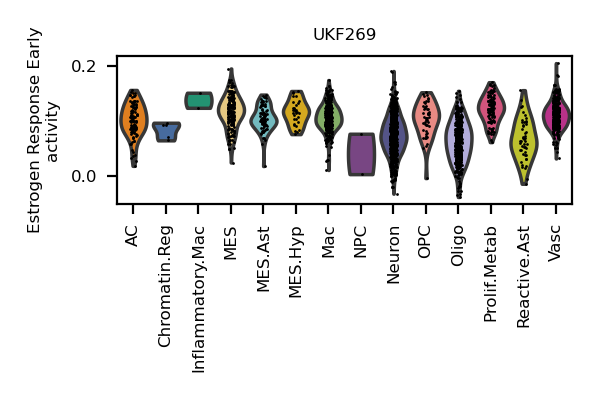 UKF269
Estrogen Response Early
activity
0.2
0.0
AC
Chromatin.Reg
Inflammatory.Mac
MES
MES.Ast
MES.Hyp
Mac
NPC
Neuron
OPC
Oligo
Prolif.Metab
Reactive.Ast
Vasc